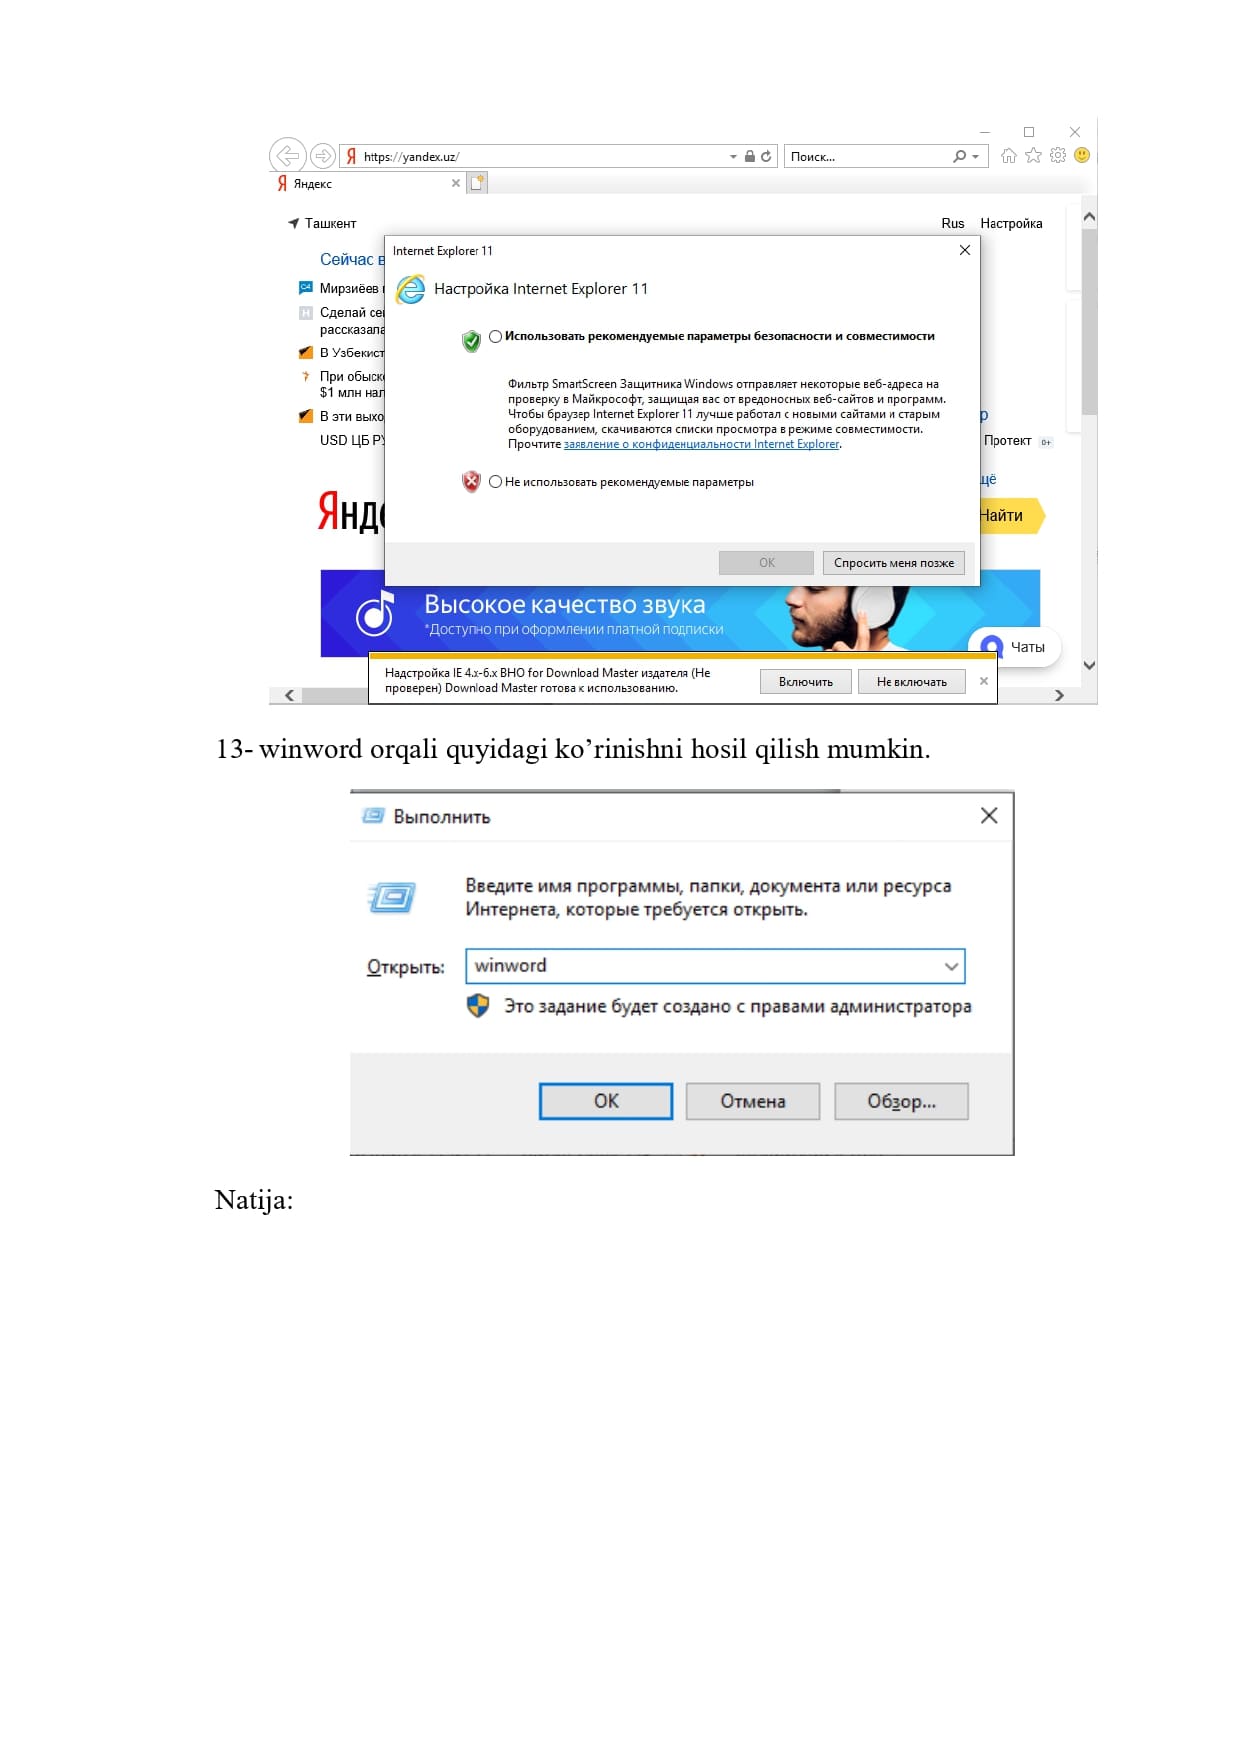 https://yandex.uz/
Поиск...
Яндекс
Ташкент
Rus Настройка
Сейчас в
Мирзиёев
Сделай
рассказала
В Узбекист
При обыск
$1 млн нал
В эти выхо
USD ЦБ
Янд
Internet Explorer 11
Настройка Internet Explorer 11
Использовать рекомендуемые параметры безопасности и совместимости
Фильтр SmartScreen Защитника Windows отправляет некоторые веб-адреса на
проверку в Майкрософт, защищая вас от вредоносных веб-сайтов и программ.
Чтобы браузер Internet Explorer 11 лучше работал с новыми сайтами и старым
оборудованием, скачиваются списки просмотра в режиме совместимости.
Прочтите заявление о конфиденциальности Internet Explorer.
Не использовать рекомендуемые параметры
OK Спросить меня позже
р
Протект 0+
щё
Найти
Высокое качество звука
*Доступно при оформлении платной подписки
Чаты
Надстройка IE 4.x-6.x BHO for Download Master издателя (Не
проверен) Download Master готова к использованию.
Включить Не включать
13- winword orqali quyidagi ko’rinishni hosil qilish mumkin.
Выполнить
Введите имя программы, папки, документа или ресурса
Интернета, которые требуется открыть.
Открыть: winword
Это задание будет создано с правами администратора
OK Отмена Обзор...
Natija: